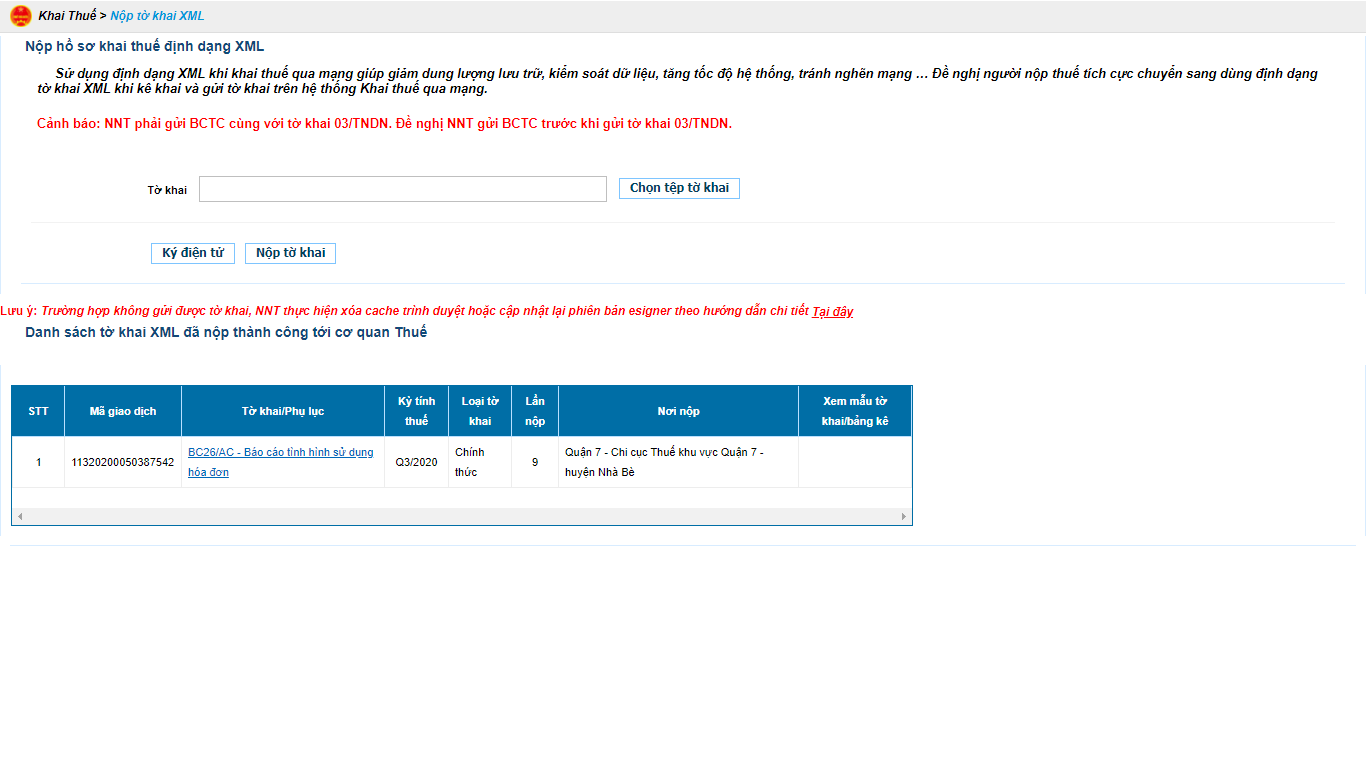 Khai Thuế > Nộp tờ khai XML
Nộp hồ sơ khai thuế định dạng XML
Sử dụng định dạng XML khi khai thuế qua mạng giúp giảm dung lượng lưu trữ, kiểm soát dữ liệu, tăng tốc độ hệ thống, tránh nghẽn mạng ... Đề nghị người nộp thuế tích cực chuyển sang dùng định dạng
tờ khai XML khi kê khai và gửi tờ khai trên hệ thống Khai thuế qua mạng.
Cảnh báo: NNT phải gửi BCTC cùng với tờ khai 03/TNDN. Đề nghị NNT gửi BCTC trước khi gửi tờ khai 03/TNDN.
Tờ khai Chọn tệp tờ khai
Ký điện tử Nộp tờ khai
Lưu ý: Trường hợp không gửi được tờ khai, NNT thực hiện xóa cache trình duyệt hoặc cập nhật lại phiên bản esigner theo hướng dẫn chi tiết Tại đây
Danh sách tờ khai XML đã nộp thành công tới cơ quan Thuế
STT Mã giao dịch Tờ khai/Phụ lục Kỳ tính thuế Loại tờ khai Lần nộp Nơi nộp Xem mẫu tờ khai/bảng kê
1 11320200050387542 BC26/AC - Báo cáo tình hình sử dụng hóa đơn Q3/2020 Chính thức 9 Quận 7 - Chi cục Thuế khu vực Quận 7 - huyện Nhà Bè